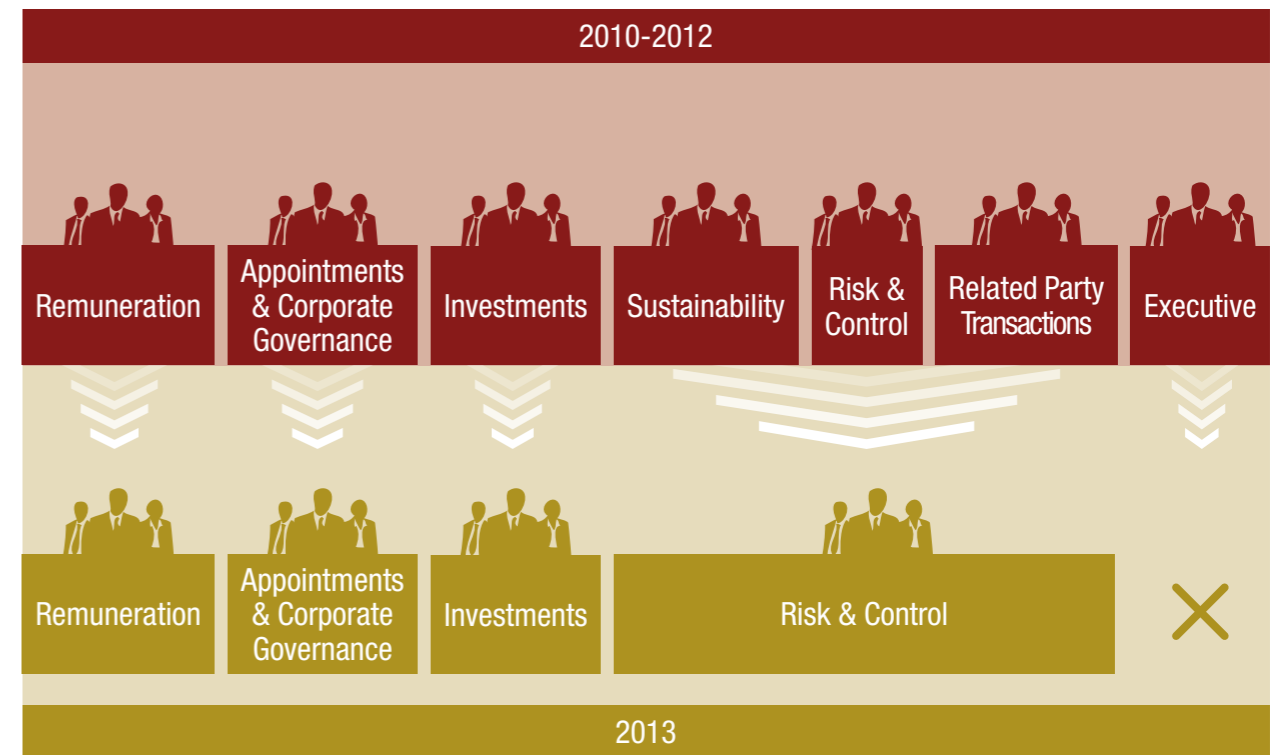 2010-2012
Remuneration
Appointments
& Corporate
Governance
Investments
Sustainability
Risk &
Control
Related Party
Transactions
Executive
Remuneration
Appointments
& Corporate
Governance
Investments
Risk & Control
2013